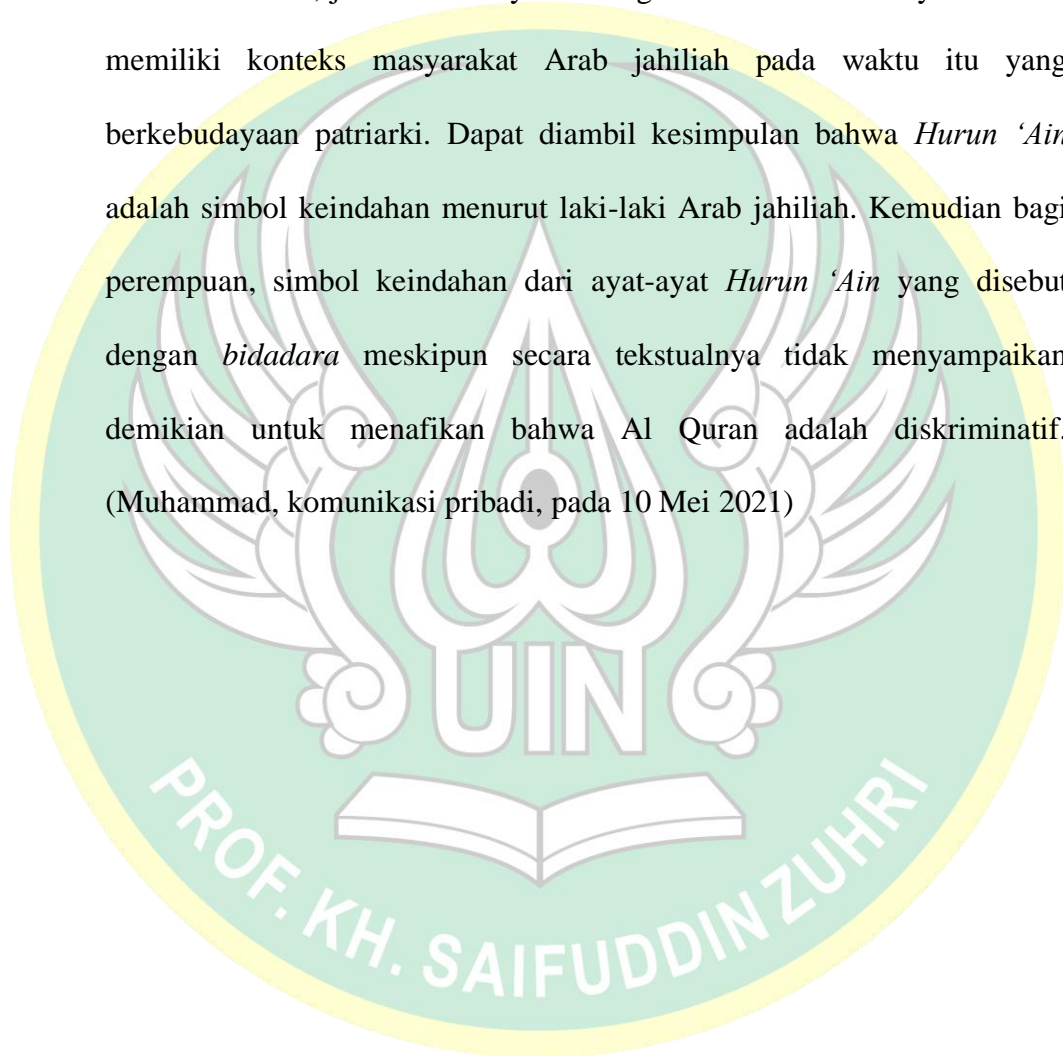 memiliki konteks masyarakat Arab jahiliah pada waktu itu yang
berkebudayaan patriarki. Dapat diambil kesimpulan bahwa Hurun ‘Ain
adalah simbol keindahan menurut laki-laki Arab jahiliah. Kemudian bagi
perempuan, simbol keindahan dari ayat-ayat Hurun ‘Ain yang disebut
dengan bidadara meskipun secara tekstualnya tidak menyampaikan
demikian untuk menafikan bahwa Al Quran adalah diskriminatif.
(Muhammad, komunikasi pribadi, pada 10 Mei 2021)
UIN
PROF. KH. SAIFUDDIN ZUHRI